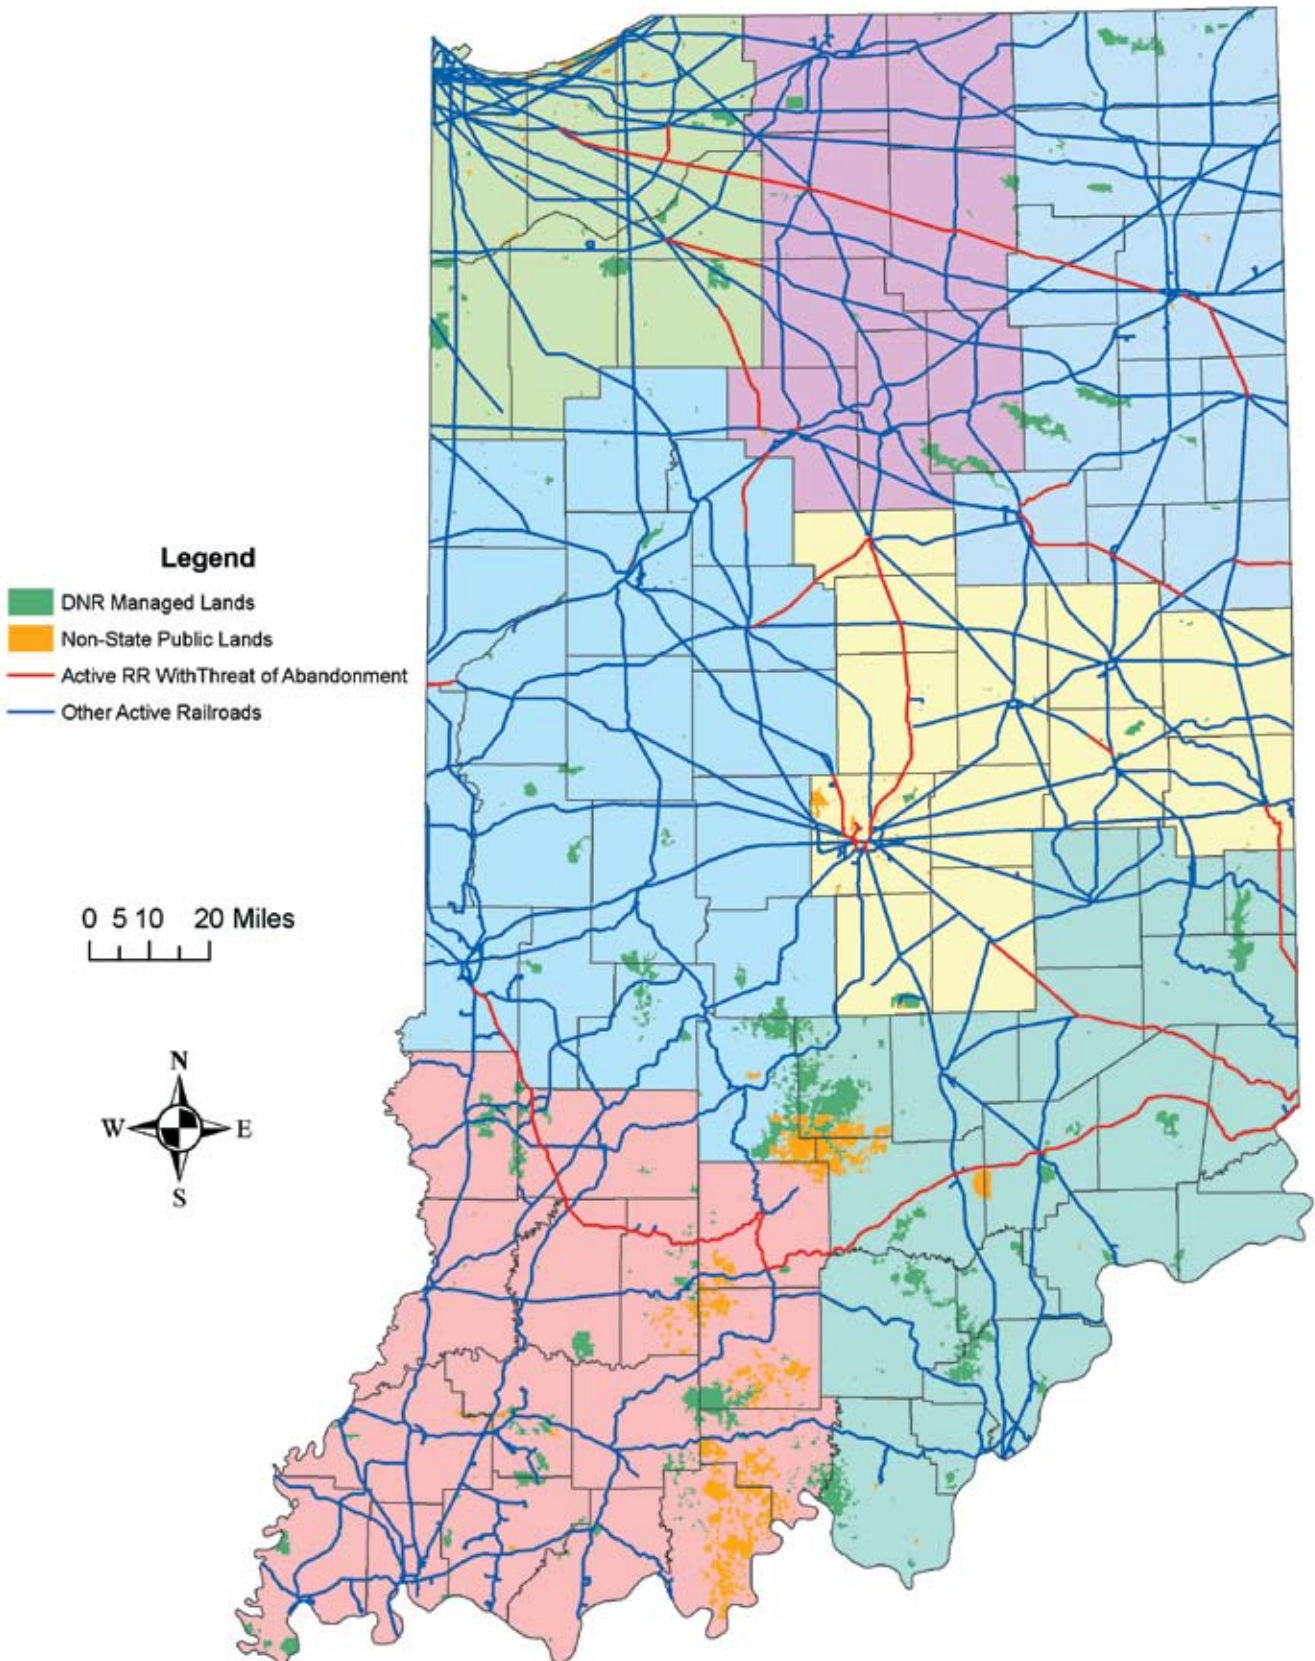 Legend
DNR Managed Lands
Non-State Public Lands
Active RR WithThreat of Abandonment
Other Active Railroads
0 5 10 20 Miles
N
W E
S